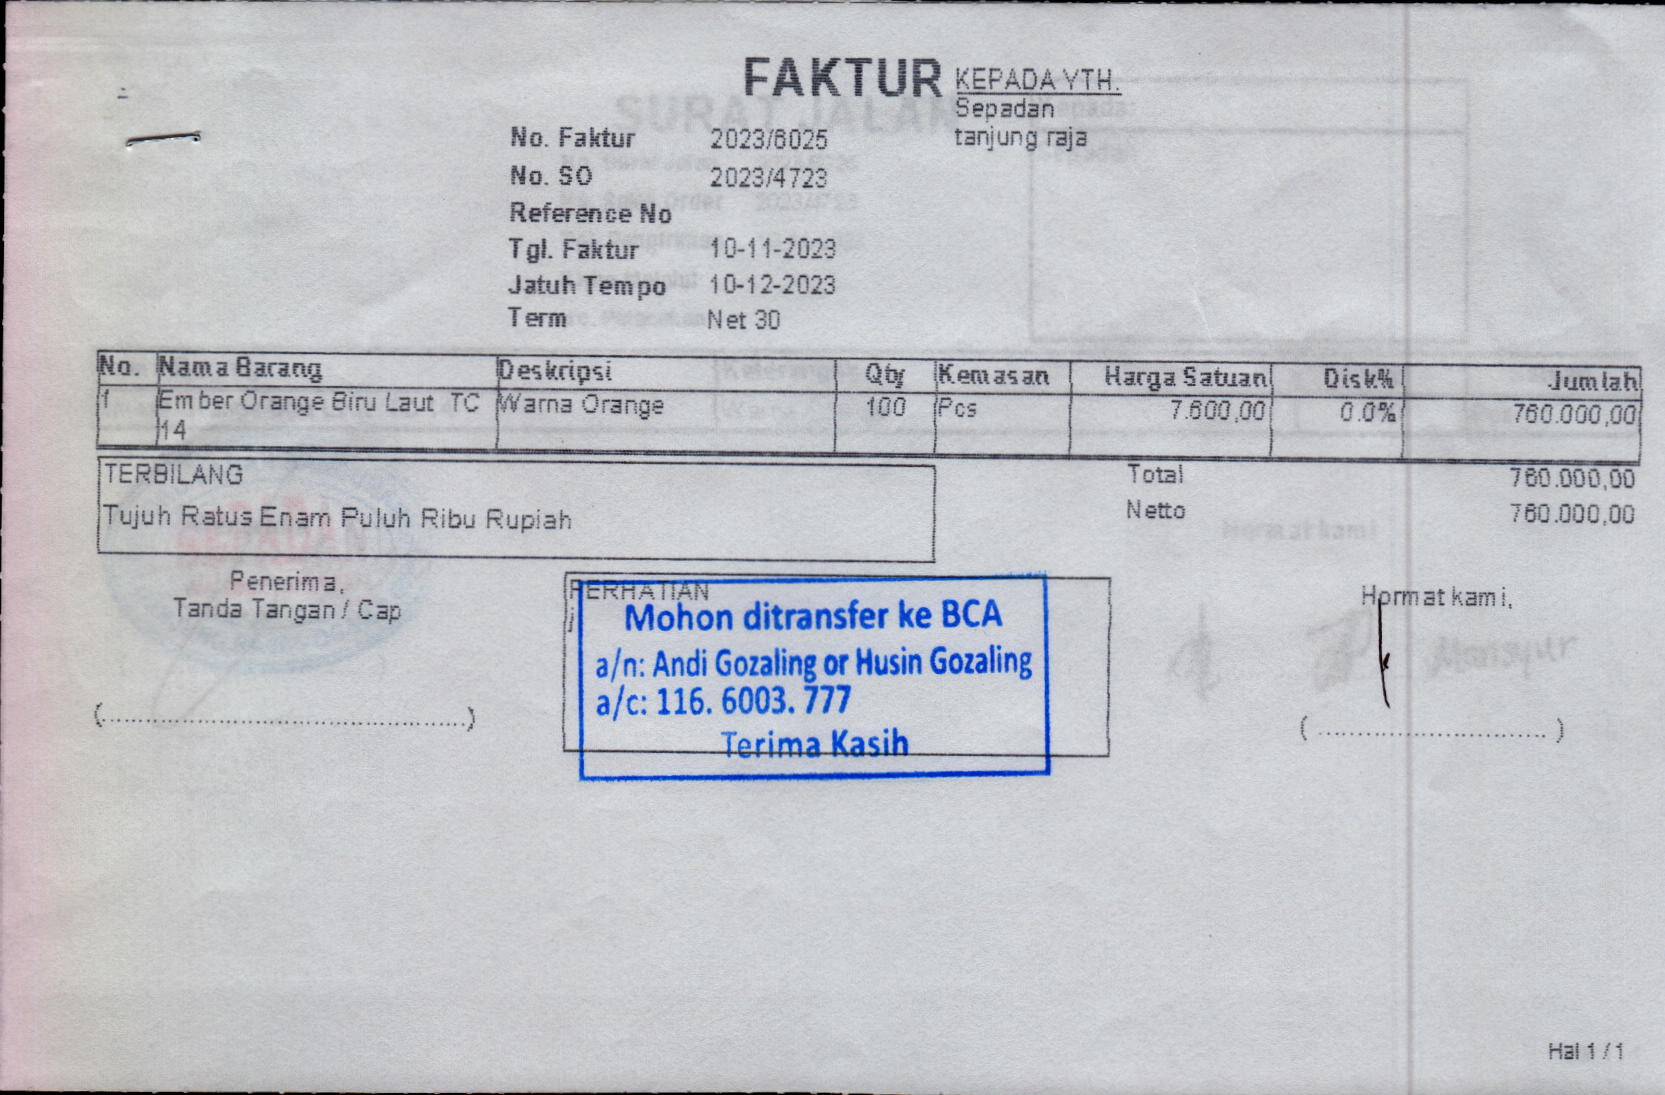 FAKTUR
KEPADA YTH.
Sepadan
tanjung raja
No. Faktur 2023/6025
No. SO 2023/4723
Reference No
Tgl. Faktur 10-11-2023
Jatuh Tempo 10-12-2023
Term Net 30
No. Nama Barang Deskripsi Qty Kemasan Harga Satuan Disk% Jumlah
1 Ember Orange Biru Laut TC Warna Orange 100 Pcs 7.600,00 0.0% 760.000,00
14
TERBILANG
Tujuh Ratus Enam Puluh Ribu Rupiah
Total 760.000,00
Netto 760.000,00
Penerima,
Tanda Tangan / Cap
PERHATIAN
Mohon ditransfer ke BCA
a/n: Andi Gozaling or Husin Gozaling
a/c: 116. 6003. 777
Terima Kasih
Hormat kami,
(..............................................)
( ............................. )
Hal 1 / 1
SURAT JALAN